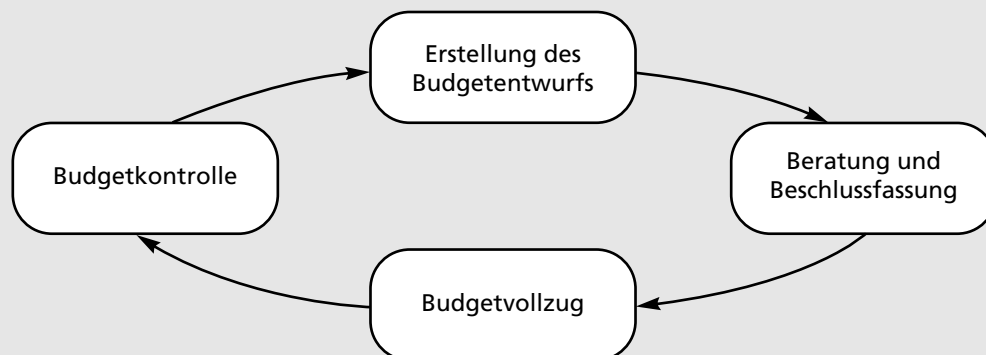 Erstellung des
Budgetentwurfs
Budgetkontrolle
Beratung und
Beschlussfassung
Budgetvollzug